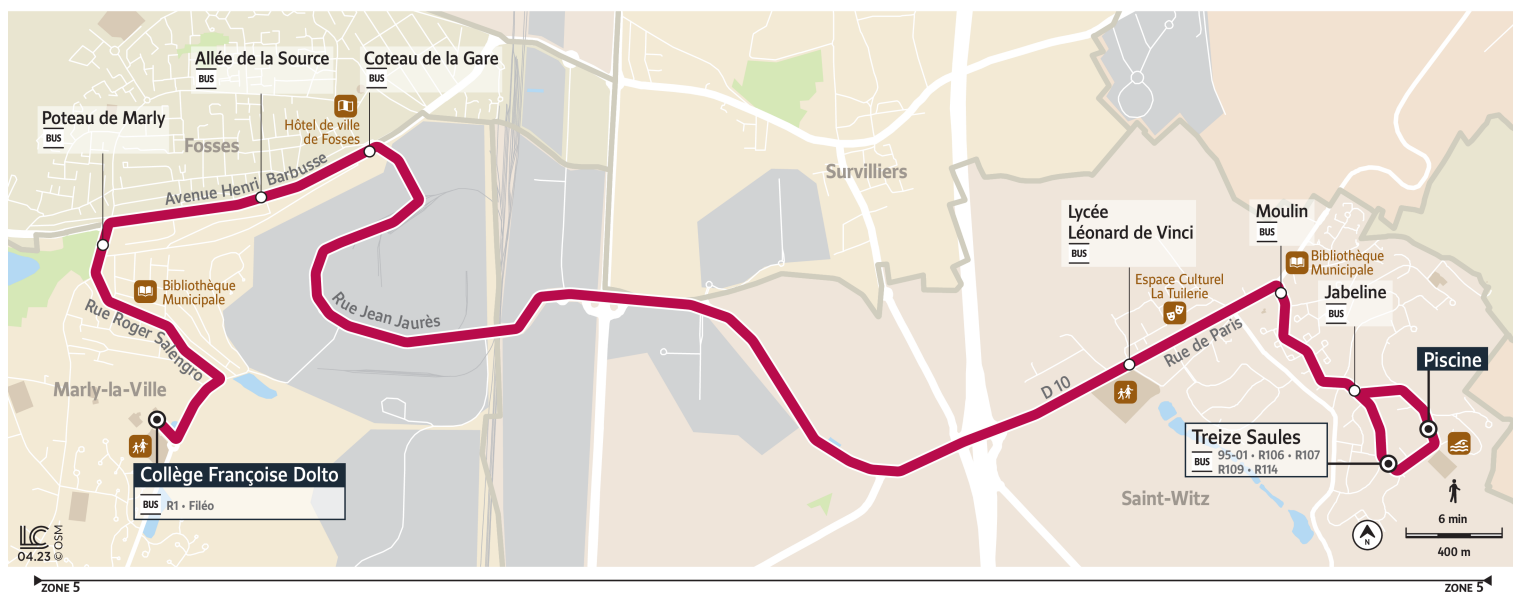 Allée de la Source
BUS
Coteau de la Gare
BUS
Poteau de Marly
BUS
Hôtel de ville
de Fosses
Fosses
Avenue Henri Barbusse
Survilliers
Bibliothèque
Municipale
Rue Roger Salengro
Rue Jean Jaurès
Marly-la-Ville
Collège Françoise Dolto
BUS
R1 • Filéo
Lycée
Léonard de Vinci
BUS
Moulin
BUS
Bibliothèque
Municipale
Espace Culturel
La Tuilerie
Jabeline
BUS
Rue de Paris
D 10
Piscine
Treize Saules
BUS
95-01 • R106 • R107
R109 • R114
Saint-Witz
N
6 min
400 m
LC
04.23 © OSM
ZONE 5
ZONE 5